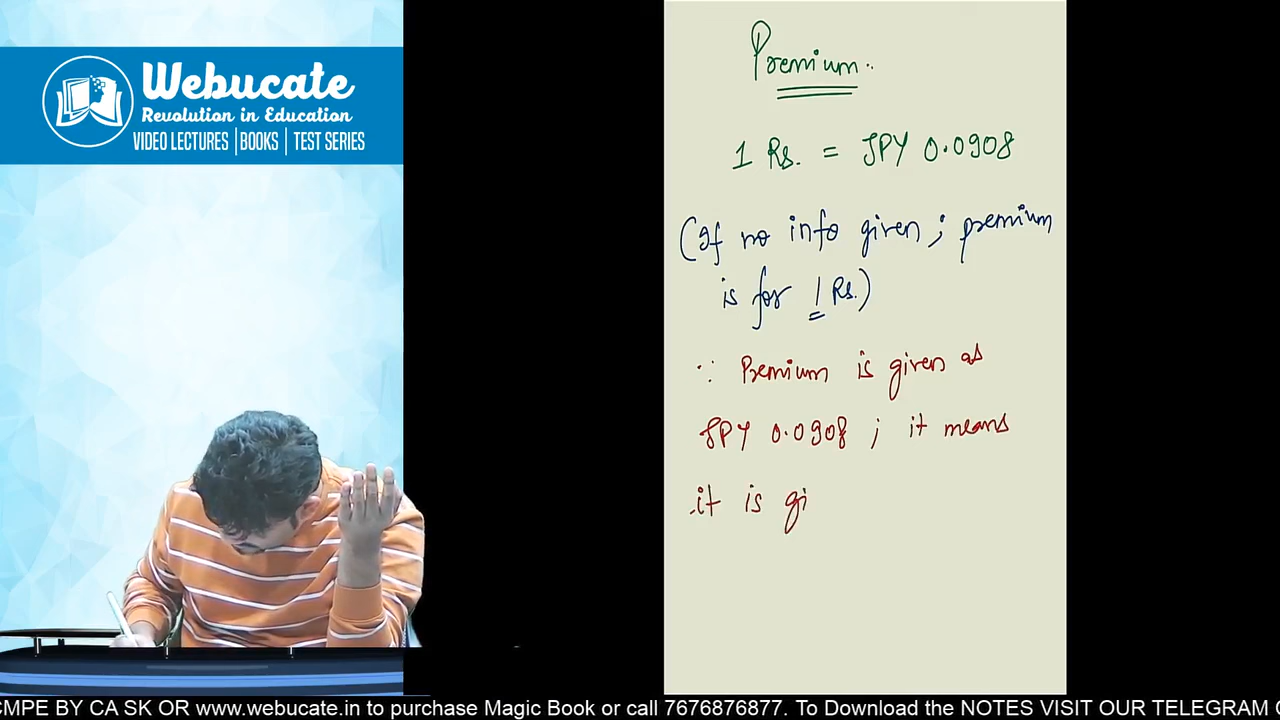 Webucate
Revolution in Education
VIDEO LECTURES | BOOKS | TEST SERIES
Premium..
1 Rs. = JPY 0.0908
(If no info given ; premium
is for 1 Rs.)
∵ Premium is given as
JPY 0.0908 ; it means
it is gi
CMPE BY CA SK OR www.webucate.in to purchase Magic Book or call 7676876877. To Download the NOTES VISIT OUR TELEGRAM C